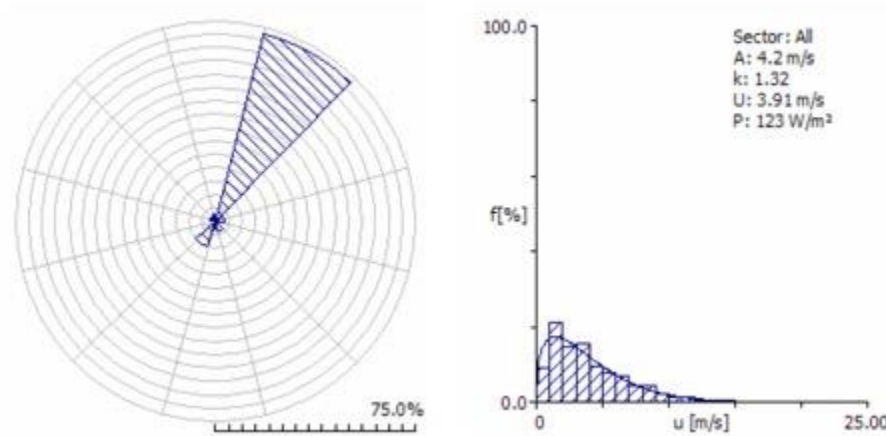 75.0%
100.0
f[%]
0.0
0
u [m/s]
25.00
Sector: All
A: 4.2 m/s
k: 1.32
U: 3.91 m/s
P: 123 W/m²